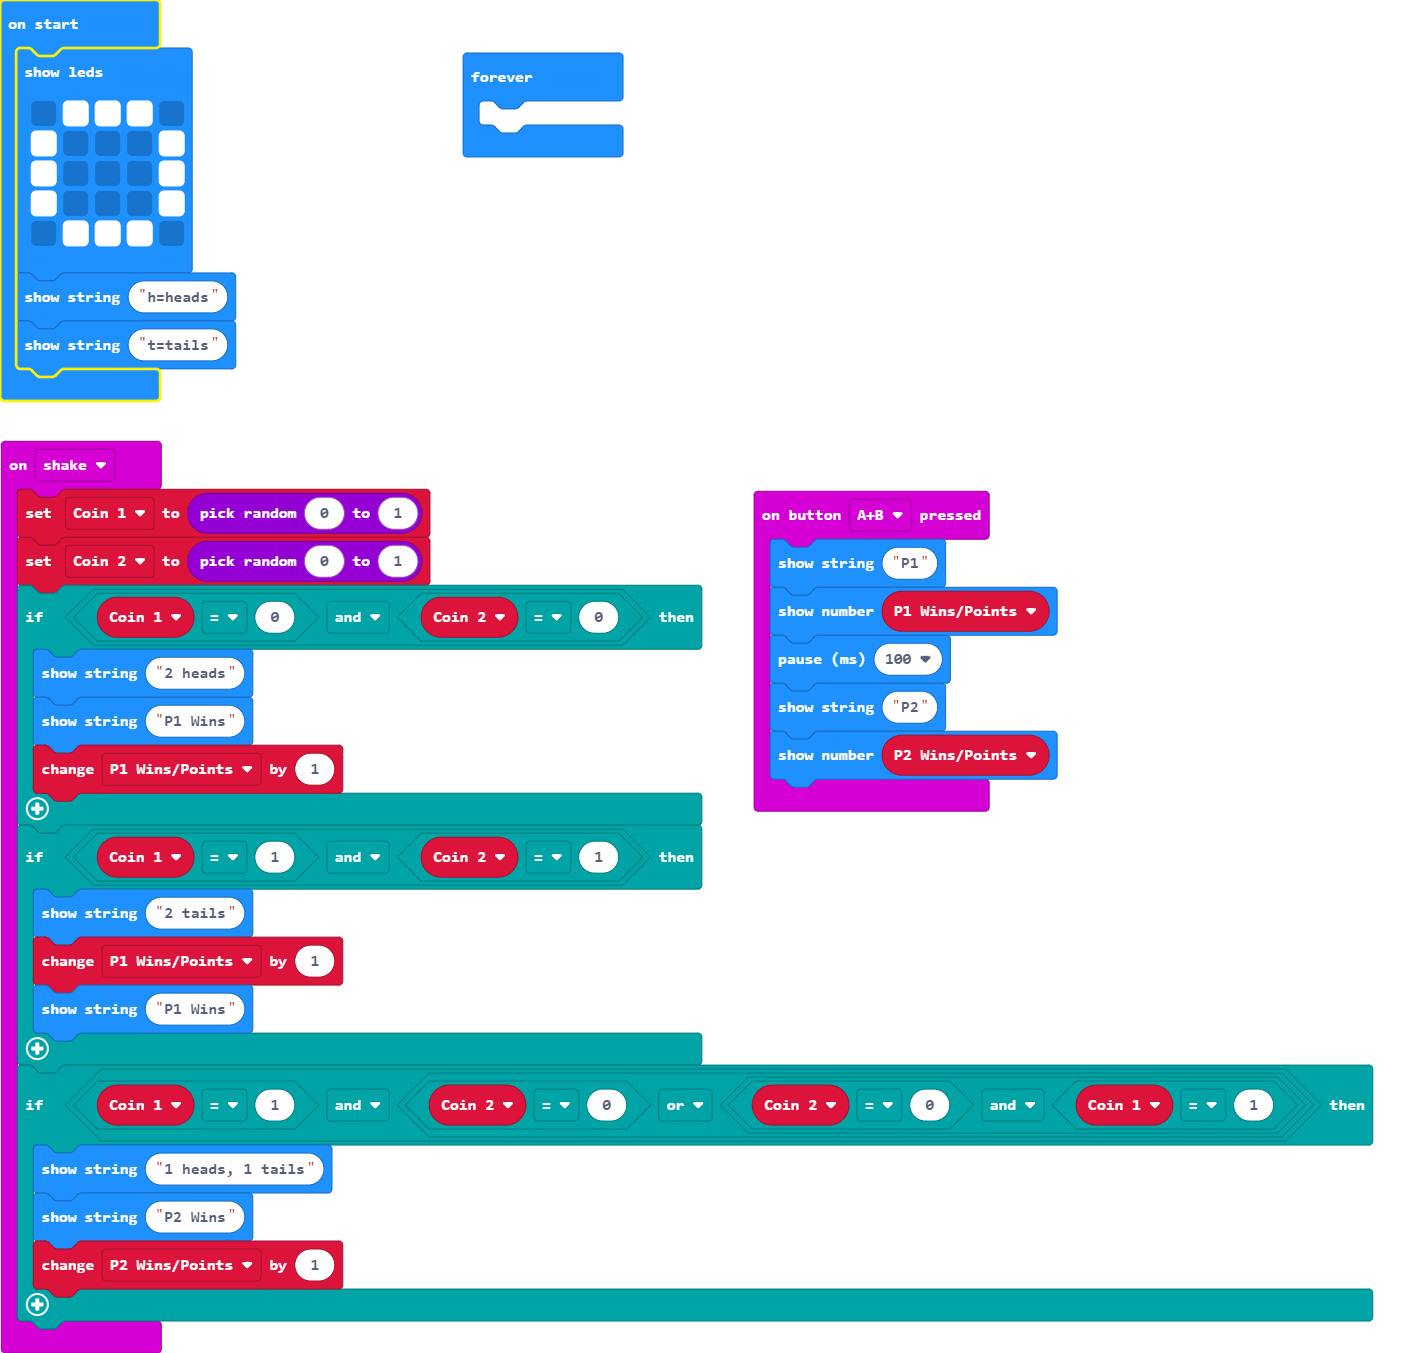 on start
show leds
show string "h=heads"
show string "t=tails"
forever
on shake
set Coin 1 to pick random 0 to 1
set Coin 2 to pick random 0 to 1
if Coin 1 = 0 and Coin 2 = 0 then
show string "2 heads"
show string "P1 Wins"
change P1 Wins/Points by 1
if Coin 1 = 1 and Coin 2 = 1 then
show string "2 tails"
change P1 Wins/Points by 1
show string "P1 Wins"
if Coin 1 = 1 and Coin 2 = 0 or Coin 2 = 0 and Coin 1 = 1 then
show string "1 heads, 1 tails"
show string "P2 Wins"
change P2 Wins/Points by 1
on button A+B pressed
show string "P1"
show number P1 Wins/Points
pause (ms) 100
show string "P2"
show number P2 Wins/Points